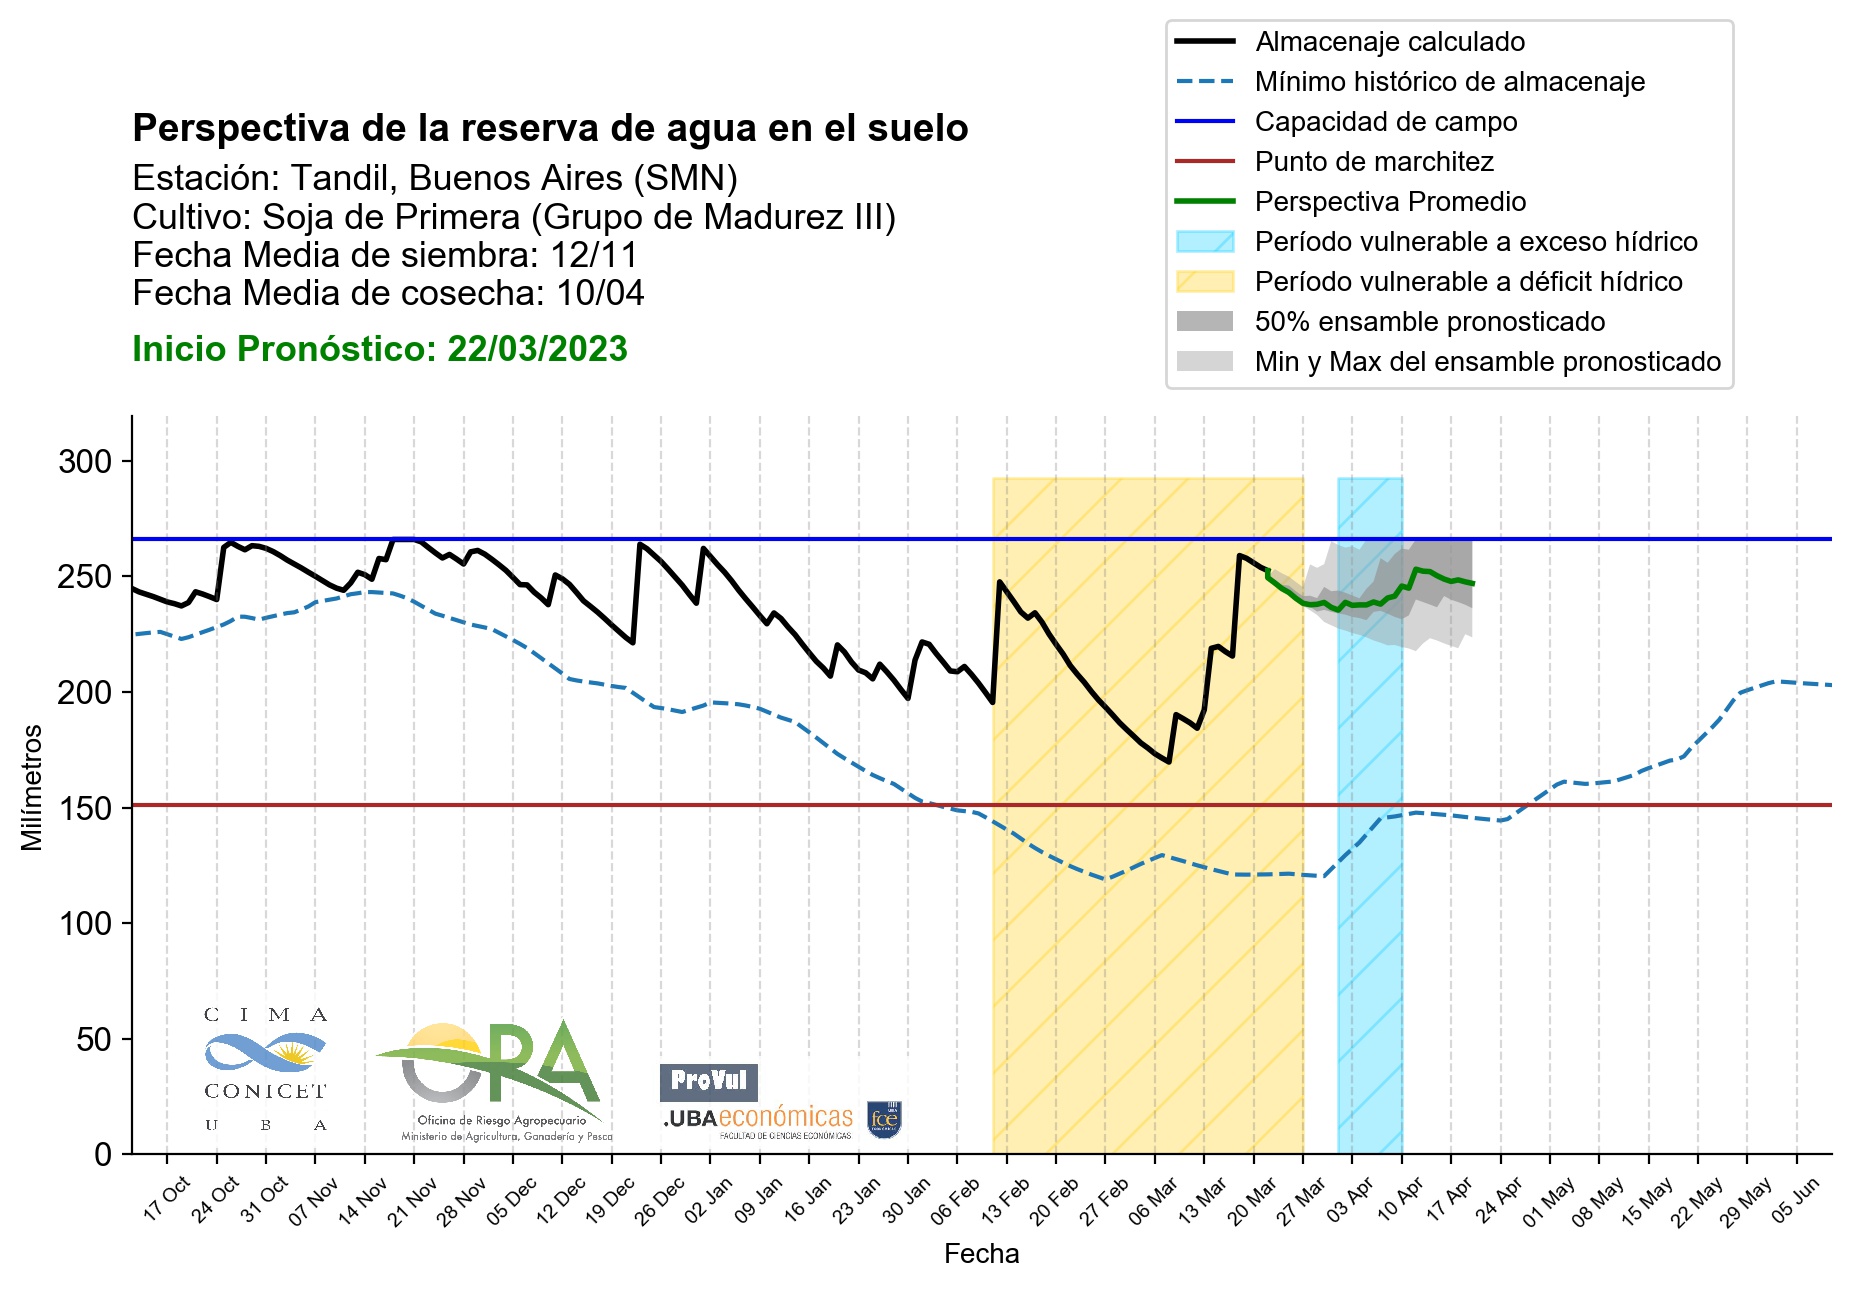 Almacenaje calculado
Mínimo histórico de almacenaje
Capacidad de campo
Punto de marchitez
Perspectiva Promedio
Período vulnerable a exceso hídrico
Período vulnerable a déficit hídrico
50% ensamble pronosticado
Min y Max del ensamble pronosticado
Perspectiva de la reserva de agua en el suelo
Estación: Tandil, Buenos Aires (SMN)
Cultivo: Soja de Primera (Grupo de Madurez III)
Fecha Media de siembra: 12/11
Fecha Media de cosecha: 10/04
Inicio Pronóstico: 22/03/2023
Milímetros
300
250
200
150
100
50
0
CIMA
CONICET
UBA
ORA
Oficina de Riesgo Agropecuario
Ministerio de Agricultura, Ganadería y Pesca
ProVul
.UBAeconómicas
FACULTAD DE CIENCIAS ECONÓMICAS
fce
17 Oct
24 Oct
31 Oct
07 Nov
14 Nov
21 Nov
28 Nov
05 Dec
12 Dec
19 Dec
26 Dec
02 Jan
09 Jan
16 Jan
23 Jan
30 Jan
06 Feb
13 Feb
20 Feb
27 Feb
06 Mar
13 Mar
20 Mar
27 Mar
03 Apr
10 Apr
17 Apr
24 Apr
01 May
08 May
15 May
22 May
29 May
05 Jun
Fecha